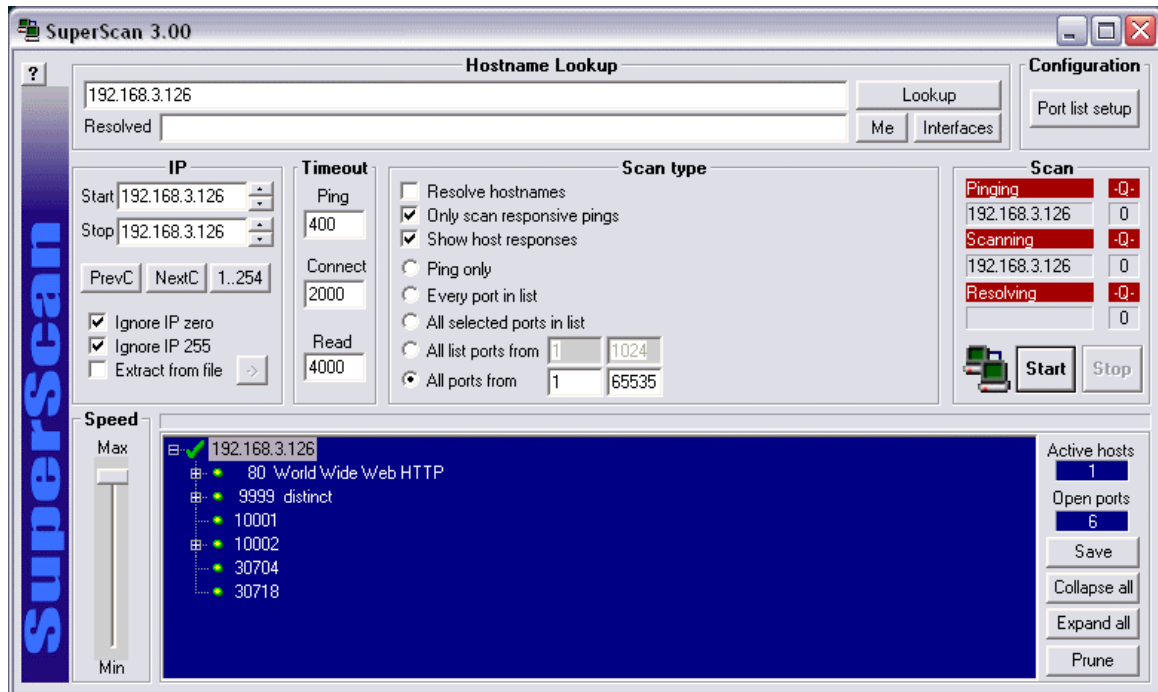 SuperScan 3.00
?
SuperScan
Hostname Lookup
192.168.3.126
Lookup
Resolved
Me
Interfaces
Configuration
Port list setup
IP
Start 192.168.3.126
Stop 192.168.3.126
PrevC NextC 1..254
Ignore IP zero
Ignore IP 255
Extract from file ->
Timeout
Ping
400
Connect
2000
Read
4000
Scan type
Resolve hostnames
Only scan responsive pings
Show host responses
Ping only
Every port in list
All selected ports in list
All list ports from 1 1024
All ports from 1 65535
Scan
Pinging -Q-
192.168.3.126 0
Scanning -Q-
192.168.3.126 0
Resolving -Q-
0
Start Stop
Speed
Max
Min
192.168.3.126
80 World Wide Web HTTP
9999 distinct
10001
10002
30704
30718
Active hosts
1
Open ports
6
Save
Collapse all
Expand all
Prune